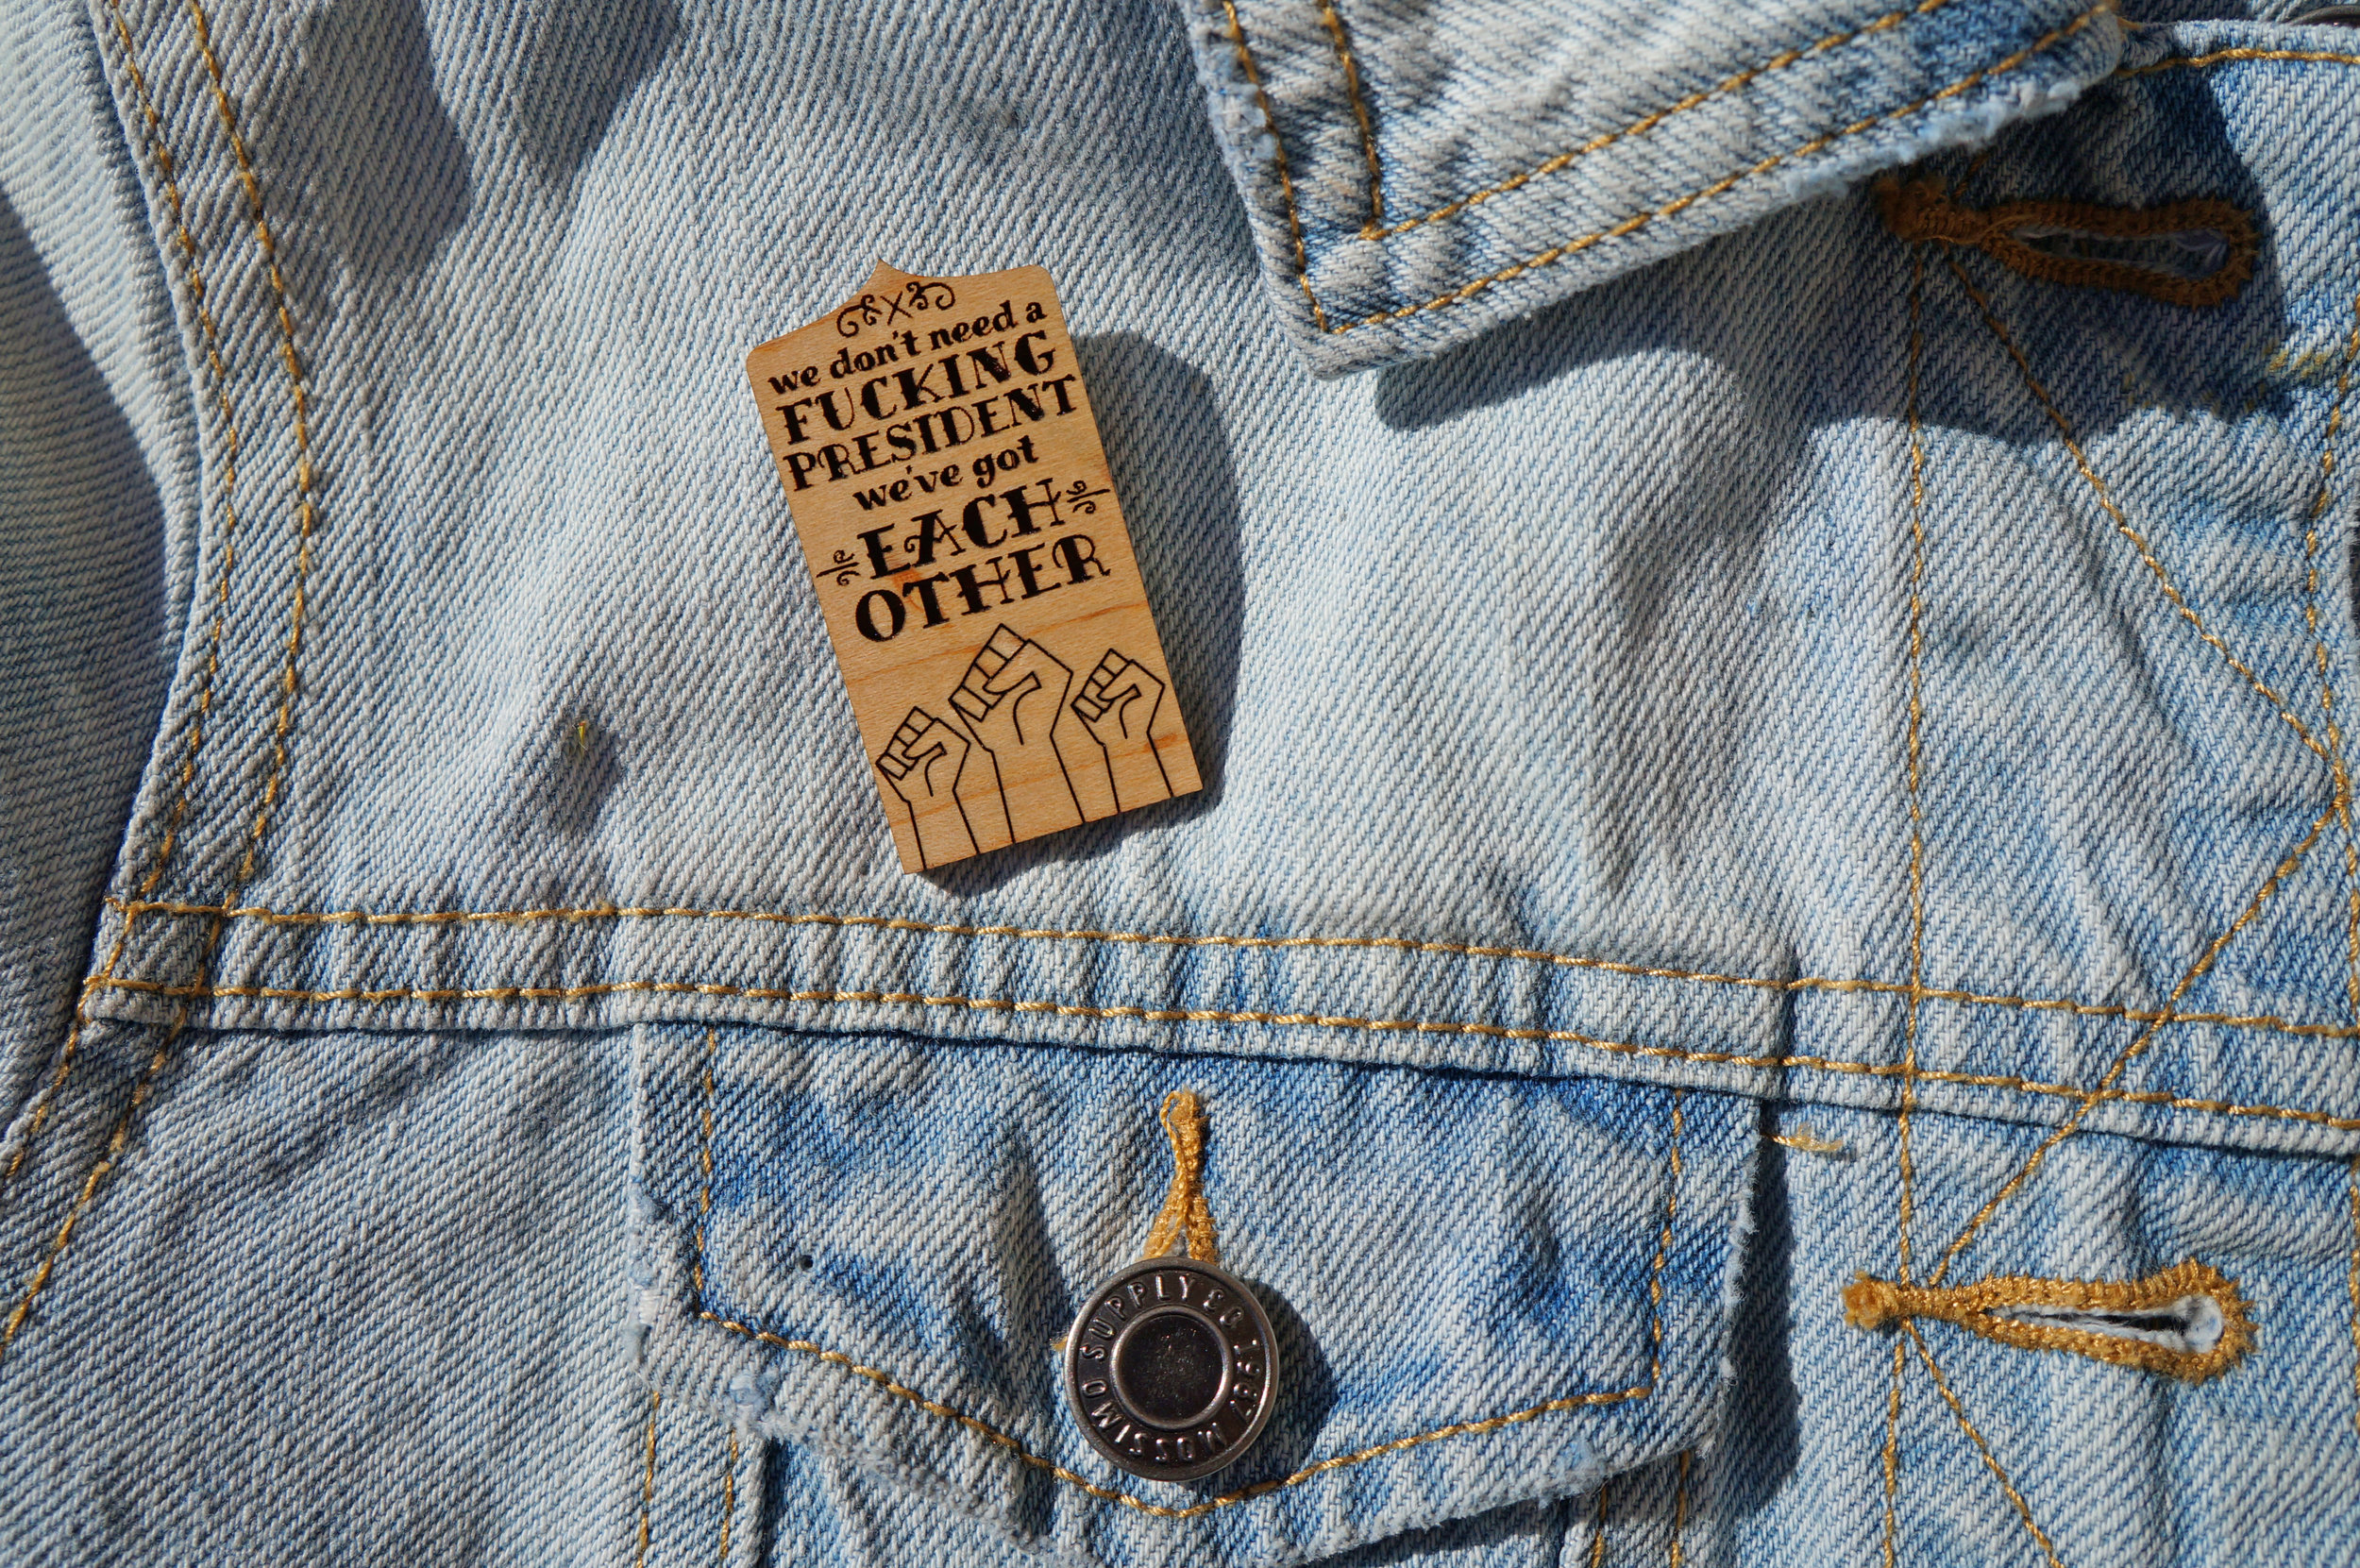 we don't need a
FUCKING
PRESIDENT
we've got
EACH
OTHER
MOSSIMO SUPPLY CO. 1987